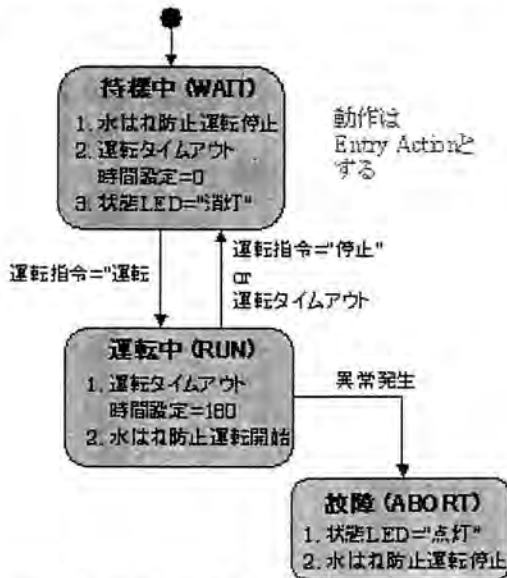 待機中 (WAIT)
1. 水はね防止運転停止
2. 運転タイムアウト
時間設定=0
3. 状態LED="消灯"
動作は
Entry Actionと
する
運転指令="運転
運転指令="停止"
or
運転タイムアウト
運転中 (RUN)
1. 運転タイムアウト
時間設定=180
2. 水はね防止運転開始
異常発生
故障 (ABORT)
1. 状態LED="点灯"
2. 水はね防止運転停止